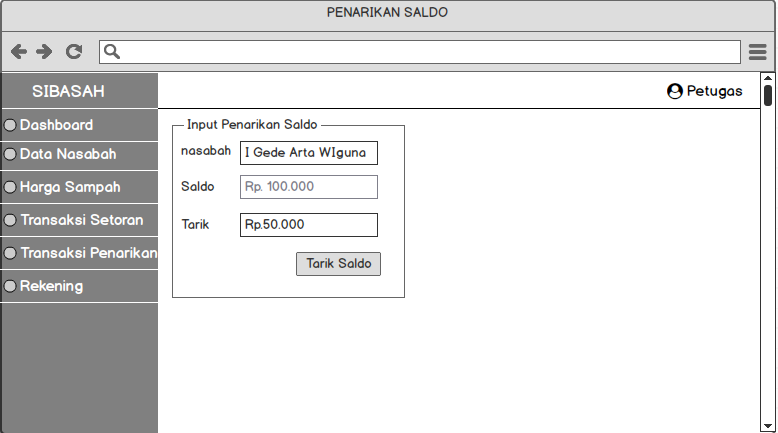 PENARIKAN SALDO
SIBASAH
Petugas
Dashboard
Data Nasabah
Harga Sampah
Transaksi Setoran
Transaksi Penarikan
Rekening
Input Penarikan Saldo
nasabah I Gede Arta WIguna
Saldo Rp. 100.000
Tarik Rp.50.000
Tarik Saldo